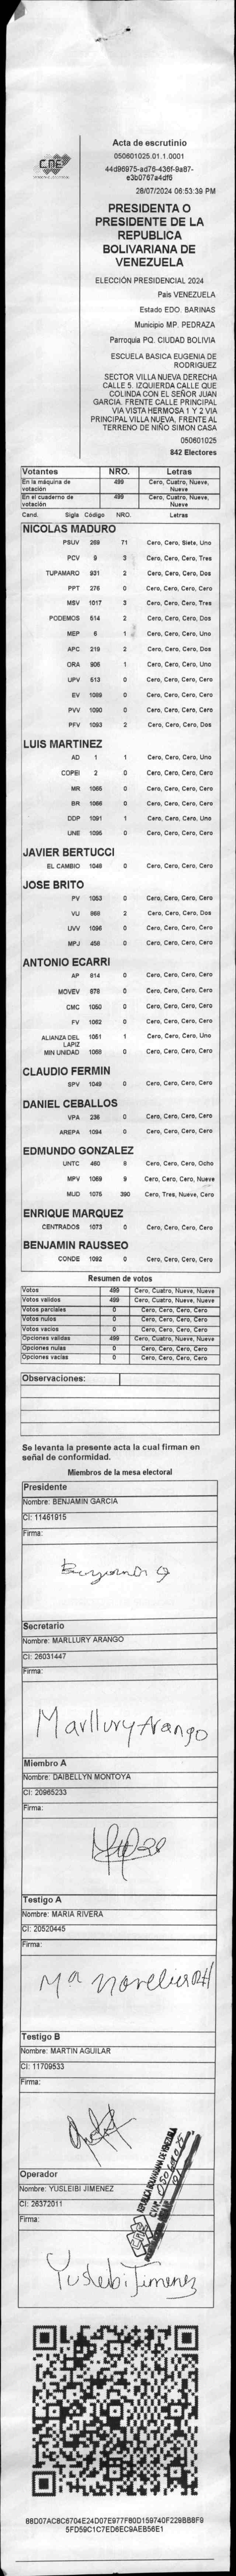 CNE
Acta de escrutinio
050601025.01.1.0001
44d96975-ad76-436f-9a87-
e3b0767a4df6
28/07/2024 06:53:39 PM
PRESIDENTA O
PRESIDENTE DE LA
REPUBLICA
BOLIVARIANA DE
VENEZUELA
ELECCIÓN PRESIDENCIAL 2024
País VENEZUELA
Estado EDO. BARINAS
Municipio MP. PEDRAZA
Parroquia PQ. CIUDAD BOLIVIA
ESCUELA BASICA EUGENIA DE
RODRIGUEZ
SECTOR VILLA NUEVA DERECHA
CALLE 5. IZQUIERDA CALLE QUE
COLINDA CON EL SEÑOR JUAN
GARCIA. FRENTE CALLE PRINCIPAL
VIA VISTA HERMOSA 1 Y 2 VIA
PRINCIPAL VILLA NUEVA, FRENTE AL
TERRENO DE NIÑO SIMON CASA
050601025
842 Electores
Votantes NRO. Letras
En la máquina de votación 499 Cero, Cuatro, Nueve, Nueve
En el cuaderno de votación 499 Cero, Cuatro, Nueve, Nueve
Cand. Sigla Código NRO. Letras
NICOLAS MADURO
PSUV 269 71 Cero, Cero, Siete, Uno
PCV 9 3 Cero, Cero, Cero, Tres
TUPAMARO 931 2 Cero, Cero, Cero, Dos
PPT 276 0 Cero, Cero, Cero, Cero
MSV 1017 3 Cero, Cero, Cero, Tres
PODEMOS 514 2 Cero, Cero, Cero, Dos
MEP 6 1 Cero, Cero, Cero, Uno
APC 219 2 Cero, Cero, Cero, Dos
ORA 906 1 Cero, Cero, Cero, Uno
UPV 613 0 Cero, Cero, Cero, Cero
EV 1089 0 Cero, Cero, Cero, Cero
PVV 1090 0 Cero, Cero, Cero, Cero
PFV 1093 2 Cero, Cero, Cero, Dos
LUIS MARTINEZ
AD 1 1 Cero, Cero, Cero, Uno
COPEI 2 0 Cero, Cero, Cero, Cero
MR 1065 0 Cero, Cero, Cero, Cero
BR 1066 0 Cero, Cero, Cero, Cero
DDP 1091 1 Cero, Cero, Cero, Uno
UNE 1095 0 Cero, Cero, Cero, Cero
JAVIER BERTUCCI
EL CAMBIO 1048 0 Cero, Cero, Cero, Cero
JOSE BRITO
PV 1053 0 Cero, Cero, Cero, Cero
VU 868 2 Cero, Cero, Cero, Dos
UVV 1096 0 Cero, Cero, Cero, Cero
MPJ 458 0 Cero, Cero, Cero, Cero
ANTONIO ECARRI
AP 814 0 Cero, Cero, Cero, Cero
MOVEV 878 0 Cero, Cero, Cero, Cero
CMC 1050 0 Cero, Cero, Cero, Cero
FV 1062 0 Cero, Cero, Cero, Cero
ALIANZA DEL LAPIZ 1051 1 Cero, Cero, Cero, Uno
MIN UNIDAD 1068 0 Cero, Cero, Cero, Cero
CLAUDIO FERMIN
SPV 1049 0 Cero, Cero, Cero, Cero
DANIEL CEBALLOS
VPA 236 0 Cero, Cero, Cero, Cero
AREPA 1094 0 Cero, Cero, Cero, Cero
EDMUNDO GONZALEZ
UNTC 460 8 Cero, Cero, Cero, Ocho
MPV 1069 9 Cero, Cero, Cero, Nueve
MUD 1075 390 Cero, Tres, Nueve, Cero
ENRIQUE MARQUEZ
CENTRADOS 1073 0 Cero, Cero, Cero, Cero
BENJAMIN RAUSSEO
CONDE 1092 0 Cero, Cero, Cero, Cero
Resumen de votos
Votos 499 Cero, Cuatro, Nueve, Nueve
Votos validos 499 Cero, Cuatro, Nueve, Nueve
Votos parciales 0 Cero, Cero, Cero, Cero
Votos nulos 0 Cero, Cero, Cero, Cero
Votos vacios 0 Cero, Cero, Cero, Cero
Opciones validas 499 Cero, Cuatro, Nueve, Nueve
Opciones nulas 0 Cero, Cero, Cero, Cero
Opciones vacias 0 Cero, Cero, Cero, Cero
Observaciones:
Se levanta la presente acta la cual firman en
señal de conformidad.
Miembros de la mesa electoral
Presidente
Nombre: BENJAMIN GARCIA
CI: 11461915
Firma:
Secretario
Nombre: MARLLURY ARANGO
CI: 26031447
Firma:
Marllury Arango
Miembro A
Nombre: DAIBELLYN MONTOYA
CI: 20965233
Firma:
Testigo A
Nombre: MARIA RIVERA
CI: 20520445
Firma:
Testigo B
Nombre: MARTIN AGUILAR
CI: 11709533
Firma:
Operador
Nombre: YUSLEIBI JIMENEZ
CI: 26372011
Firma:
REPUBLICA BOLIVARIANA DE VENEZUELA
Yusleibi Jimenez
88D07AC8C6704E24D07E977F80D159740F229BB8F9
5FD59C1C7ED6EC9AEB56E1